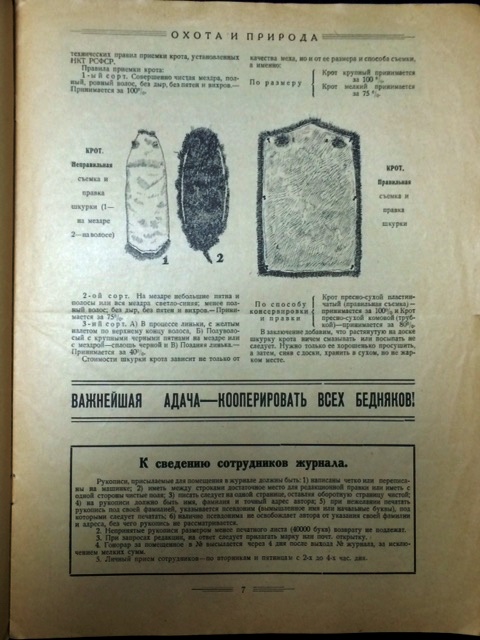 ОХОТА И ПРИРОДА
технических правил приемки крота, установленных
НКТ РСФСР.
Правила приемки крота:
1-ый сорт. Совершенно чистая мездра, пол-
ный, ровный волос, без дыр, без пятен и вихров.—
Принимается за 100%.
качества меха, но и от ее размера и способа съемки,
а именно:
По размеру
Крот крупный принимается
за 100 %
Крот мелкий принимается
за 75 %
КРОТ.
Неправильная
съемка и
правка
шкурки (1—
на мездре
2—на волосе)
1
2
КРОТ.
Правильная
съемка и
правка
шкурки
2-ой сорт. На мездре небольшие пятна и
полосы или вся мездра светло-синяя; менее пол-
ный волос; без дыр, без пятен и вихров.—Прини-
мается за 75%.
3-ий сорт. А) В процессе линьки, с желтым
налетом по верхнему концу волоса, Б) Полуволо-
сый с крупными черными пятнами на мездре или
с мездрой—сплошь черной и В) Поздняя линька.—
Принимается за 40%.
Стоимость шкурки крота зависит не только от
По способу
консервировки
и правки
Крот пресно-сухой пластин-
чатый (правильная съемка)—
принимается за 100% и Крот
пресно-сухой комовой (труб-
кой)—принимается за 80%.
В заключение добавим, что растянутую на доске
шкурку крота ничем смазывать или посыпать не
следует. Нужно только ее хорошенько просушить,
а затем, сняв с доски, хранить в сухом, но не жар-
ком месте.
ВАЖНЕЙШАЯ АДАЧА—КООПЕРИРОВАТЬ ВСЕХ БЕДНЯКОВ!
К сведению сотрудников журнала.
Рукописи, присылаемые для помещения в журнале должны быть: 1) написаны четко или переписа-
ны на машинке; 2) иметь между строками достаточное место для редакционной правки или иметь с
одной стороны чистые поля; 3) писать следует на одной странице, оставляя оборотную страницу чистой;
4) на рукописи должно быть имя, фамилия и точный адрес автора; 5) при нежелании печатать
рукопись под своей фамилией, указывается псевдоним (вымышленное имя или начальные буквы), под
которыми следует печатать; 6) наличие псевдонима не освобождает автора от указания своей фамилии
и адреса, без чего рукопись не рассматривается.
2. Непринятые рукописи размером менее печатного листа (40000 букв) возврату не подлежат.
3. При запросах редакции, на ответ следует прилагать марку или почт. открытку.
4. Гонорар за помещенное в № высылается через 4 дня после выхода № журнала, за исклю-
чением мелких сумм.
5. Личный прием сотрудников—по вторникам и пятницам с 2-х до 4-х час. дня.
7